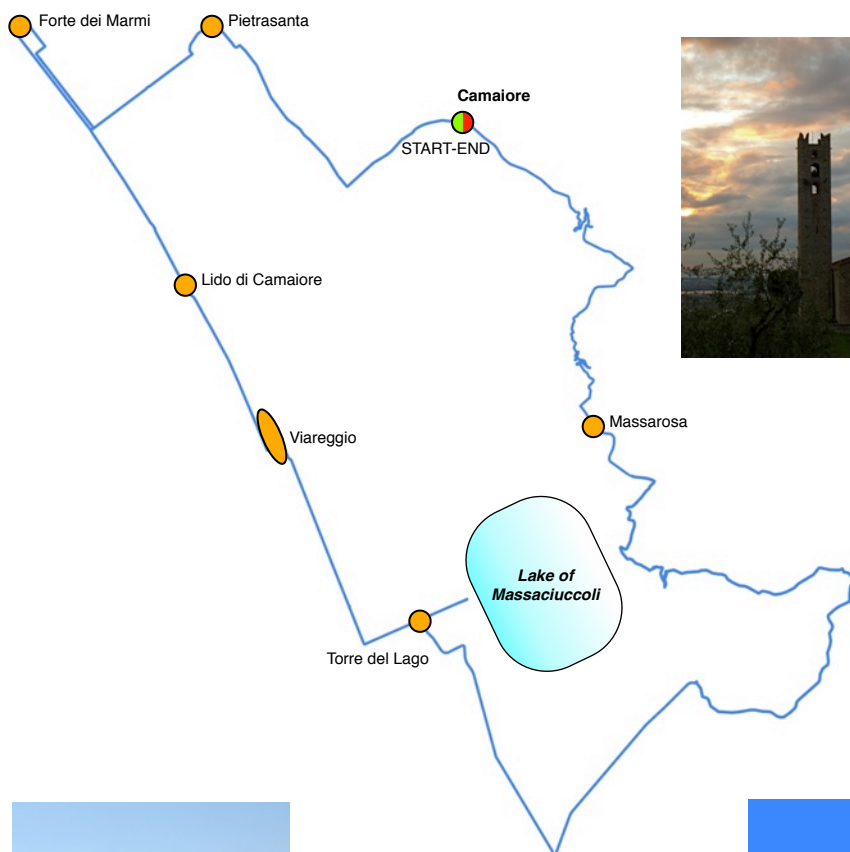 Forte dei Marmi
Pietrasanta
Camaiore
START-END
Lido di Camaiore
Massarosa
Viareggio
Lake of
Massaciuccoli
Torre del Lago